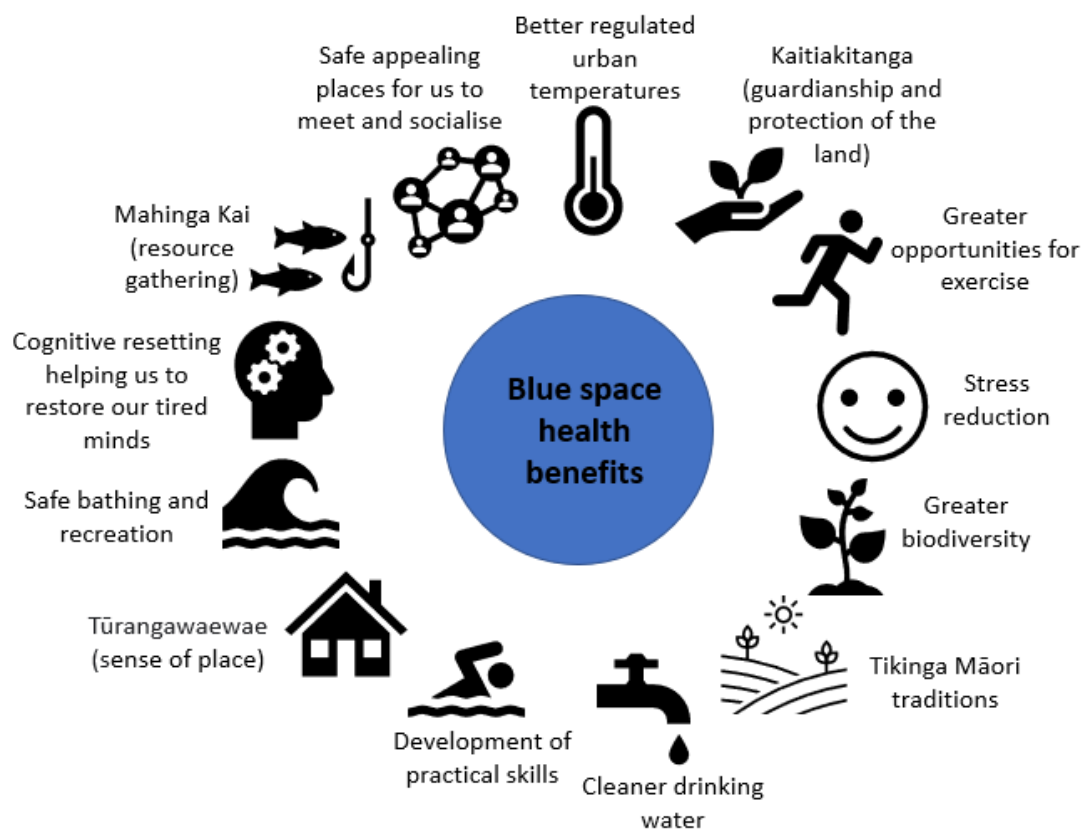 Better regulated
urban
temperatures
Kaitiakitanga
(guardianship and
protection of the
land)
Greater
opportunities for
exercise
Stress
reduction
Greater
biodiversity
Tikinga Māori
traditions
Cleaner drinking
water
Development of
practical skills
Tūrangawaewae
(sense of place)
Safe bathing and
recreation
Cognitive resetting
helping us to
restore our tired
minds
Mahinga Kai
(resource
gathering)
Safe appealing
places for us to
meet and socialise
Blue space
health
benefits